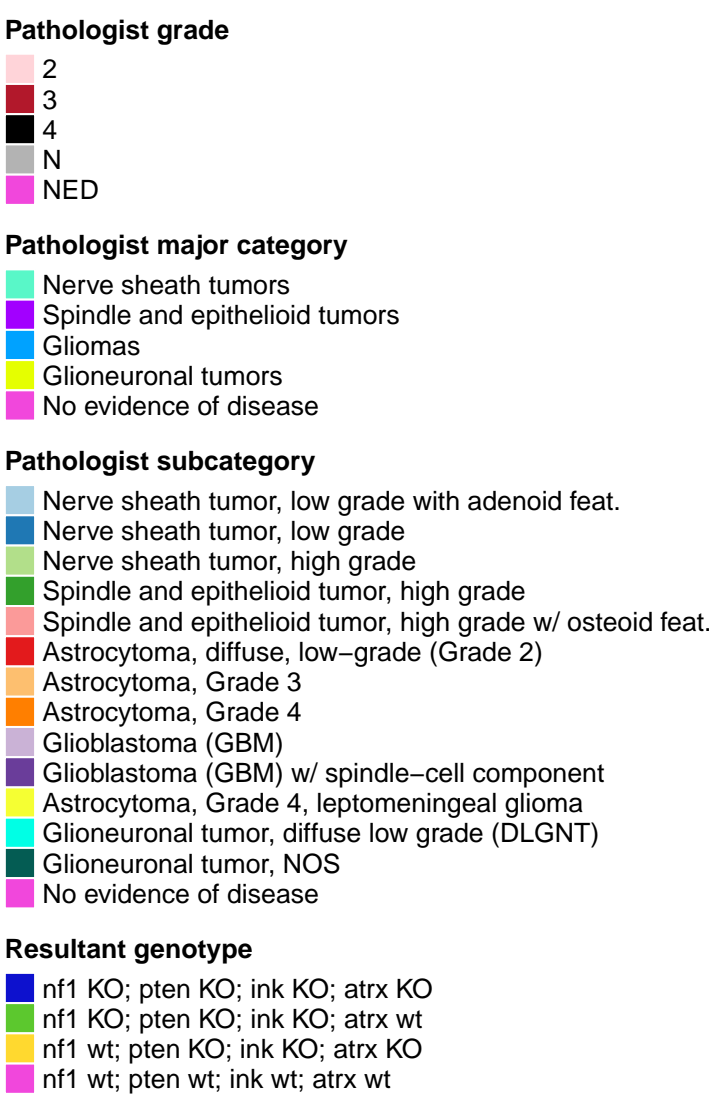 Pathologist grade
2
3
4
N
NED
Pathologist major category
Nerve sheath tumors
Spindle and epithelioid tumors
Gliomas
Glioneuronal tumors
No evidence of disease
Pathologist subcategory
Nerve sheath tumor, low grade with adenoid feat.
Nerve sheath tumor, low grade
Nerve sheath tumor, high grade
Spindle and epithelioid tumor, high grade
Spindle and epithelioid tumor, high grade w/ osteoid feat.
Astrocytoma, diffuse, low−grade (Grade 2)
Astrocytoma, Grade 3
Astrocytoma, Grade 4
Glioblastoma (GBM)
Glioblastoma (GBM) w/ spindle−cell component
Astrocytoma, Grade 4, leptomeningeal glioma
Glioneuronal tumor, diffuse low grade (DLGNT)
Glioneuronal tumor, NOS
No evidence of disease
Resultant genotype
nf1 KO; pten KO; ink KO; atrx KO
nf1 KO; pten KO; ink KO; atrx wt
nf1 wt; pten KO; ink KO; atrx KO
nf1 wt; pten wt; ink wt; atrx wt